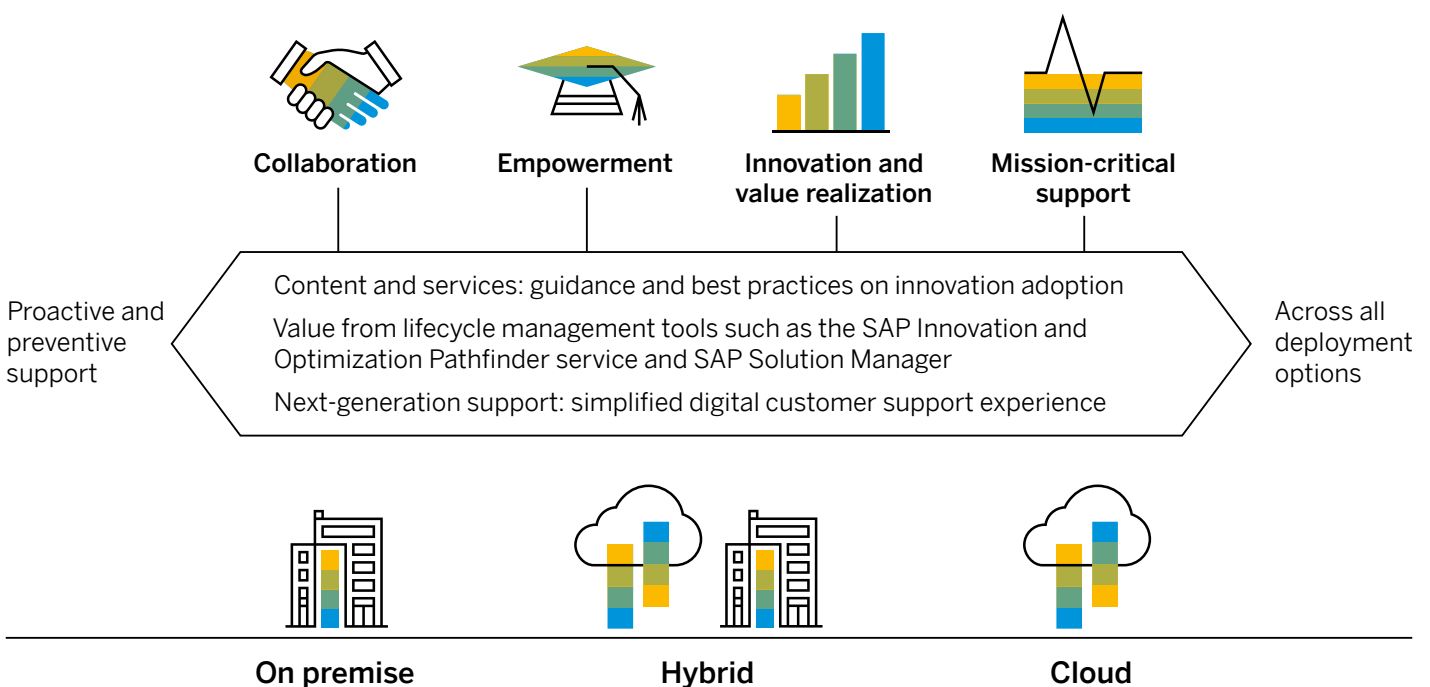 Collaboration
Empowerment
Innovation and
value realization
Mission-critical
support
Proactive and
preventive
support
Content and services: guidance and best practices on innovation adoption
Value from lifecycle management tools such as the SAP Innovation and
Optimization Pathfinder service and SAP Solution Manager
Next-generation support: simplified digital customer support experience
Across all
deployment
options
On premise
Hybrid
Cloud